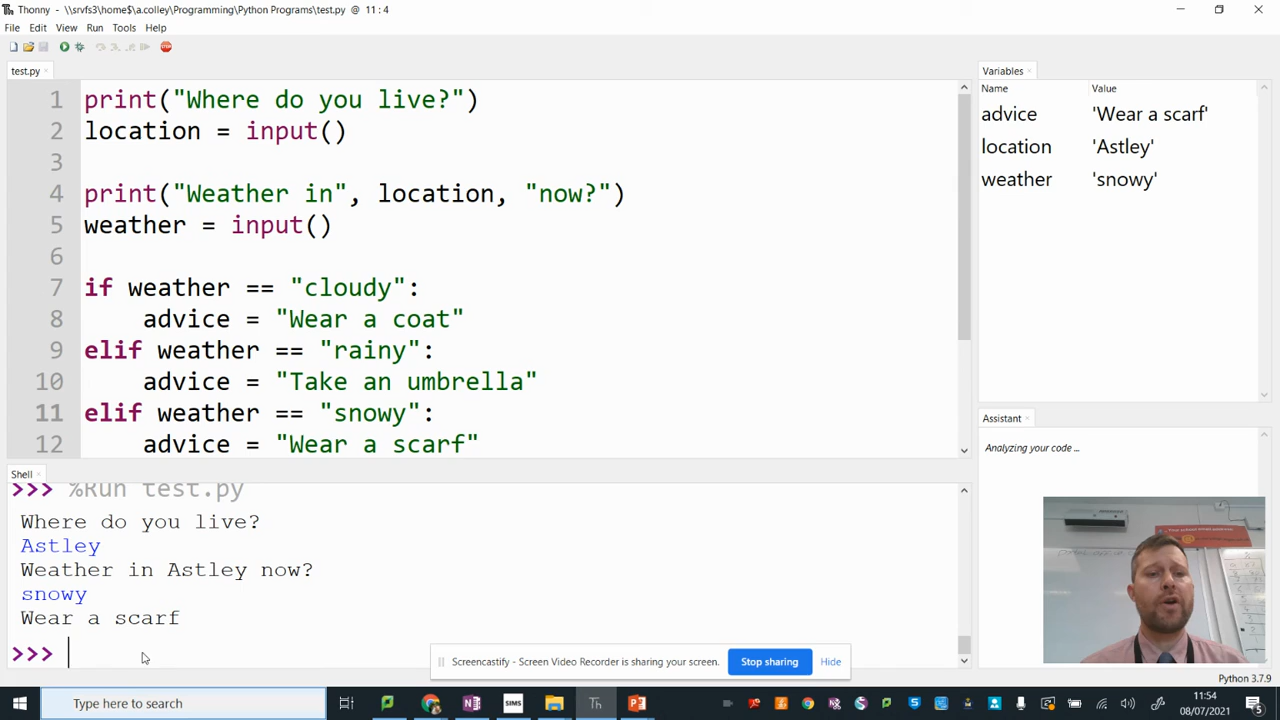 Thonny - \\srvfs3\home$\a.colley\Programming\Python Programs\test.py @ 11 : 4
File Edit View Run Tools Help
test.py
1 print("Where do you live?")
2 location = input()
3
4 print("Weather in", location, "now?")
5 weather = input()
6
7 if weather == "cloudy":
8 advice = "Wear a coat"
9 elif weather == "rainy":
10 advice = "Take an umbrella"
11 elif weather == "snowy":
12 advice = "Wear a scarf"
Variables
Name Value
advice 'Wear a scarf'
location 'Astley'
weather 'snowy'
Assistant
Analyzing your code ...
Shell
>>> %Run test.py
Where do you live?
Astley
Weather in Astley now?
snowy
Wear a scarf
>>>
Screencastify - Screen Video Recorder is sharing your screen. Stop sharing Hide
Python 3.7.9
Type here to search
SIMS
Th
11:54
08/07/2021
5